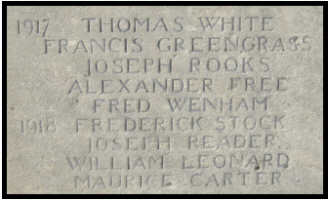 1917 THOMAS WHITE
FRANCIS GREENGRASS
JOSEPH ROOKS
ALEXANDER FREE
FRED WENHAM
1918 FREDERICK STOCK
JOSEPH READER
WILLIAM LEONARD
MAURICE CARTER